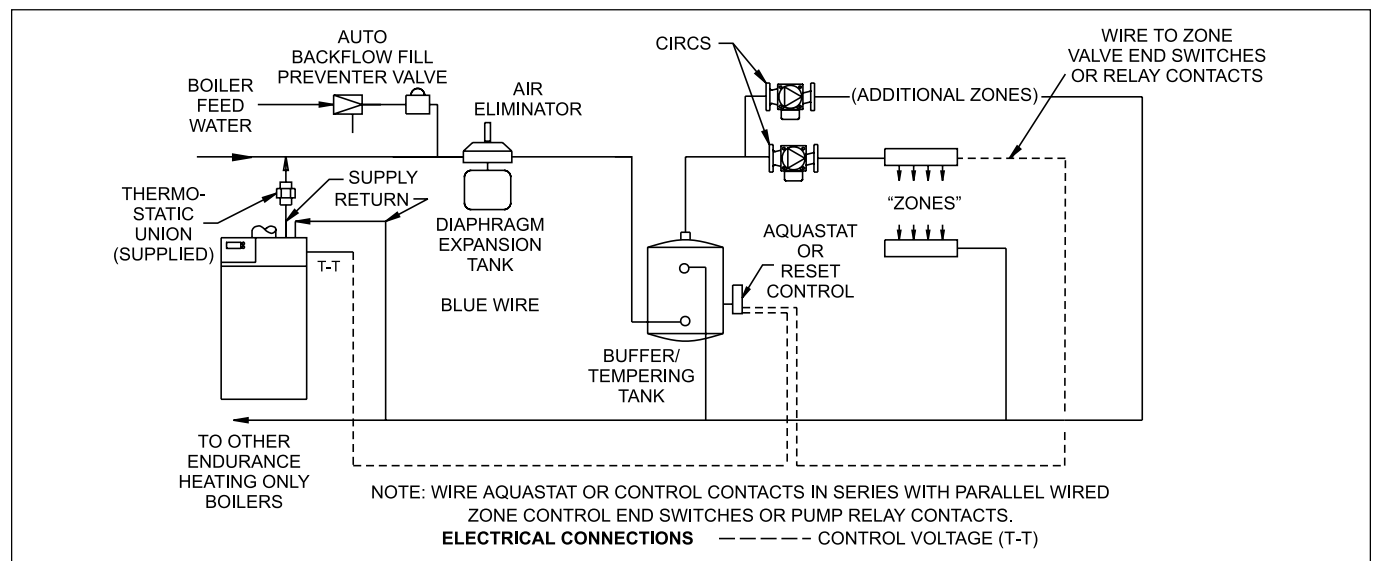 AUTO
BACKFLOW FILL
PREVENTER VALVE
BOILER
FEED
WATER
AIR
ELIMINATOR
CIRCS
WIRE TO ZONE
VALVE END SWITCHES
OR RELAY CONTACTS
(ADDITIONAL ZONES)
THERMO-
STATIC
UNION
(SUPPLIED)
SUPPLY
RETURN
T-T
DIAPHRAGM
EXPANSION
TANK
BLUE WIRE
"ZONES"
AQUASTAT
OR
RESET
CONTROL
BUFFER/
TEMPERING
TANK
TO OTHER
ENDURANCE
HEATING ONLY
BOILERS
NOTE: WIRE AQUASTAT OR CONTROL CONTACTS IN SERIES WITH PARALLEL WIRED
ZONE CONTROL END SWITCHES OR PUMP RELAY CONTACTS.
ELECTRICAL CONNECTIONS CONTROL VOLTAGE (T-T)